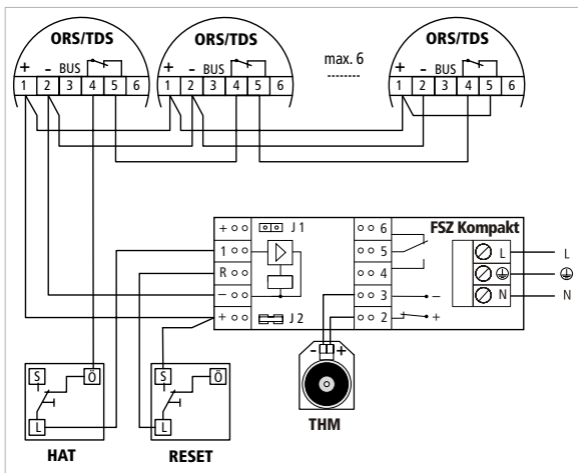 ORS/TDS ORS/TDS ORS/TDS
max. 6
+ - BUS + - BUS + - BUS
1 2 3 4 5 6 1 2 3 4 5 6 1 2 3 4 5 6
FSZ Kompakt
+ J 1 6
1 5 L L
R 4
- 3 - N N
+ J 2 2 +
- +
S Ö S Ö
L L
THM
HAT RESET